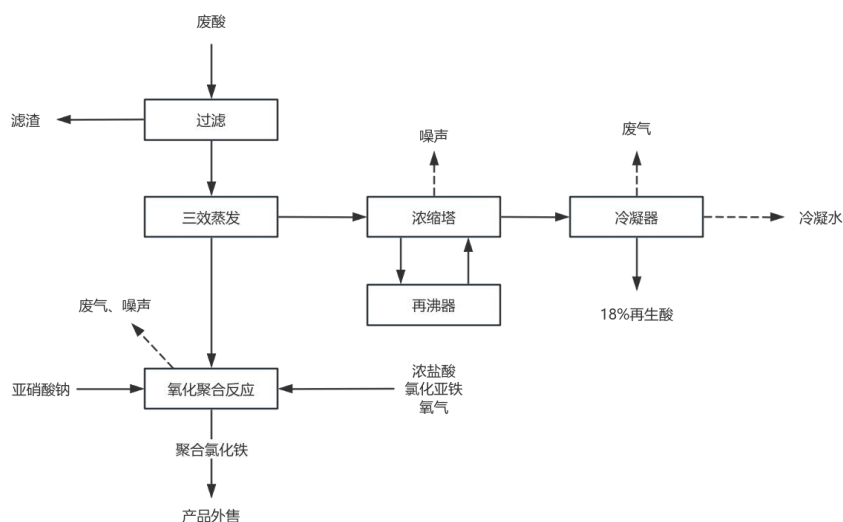 废酸
滤渣
过滤
噪声
废气
三效蒸发
浓缩塔
冷凝器
冷凝水
再沸器
18%再生酸
废气、噪声
亚硝酸钠
氧化聚合反应
浓盐酸
氯化亚铁
氧气
聚合氯化铁
产品外售